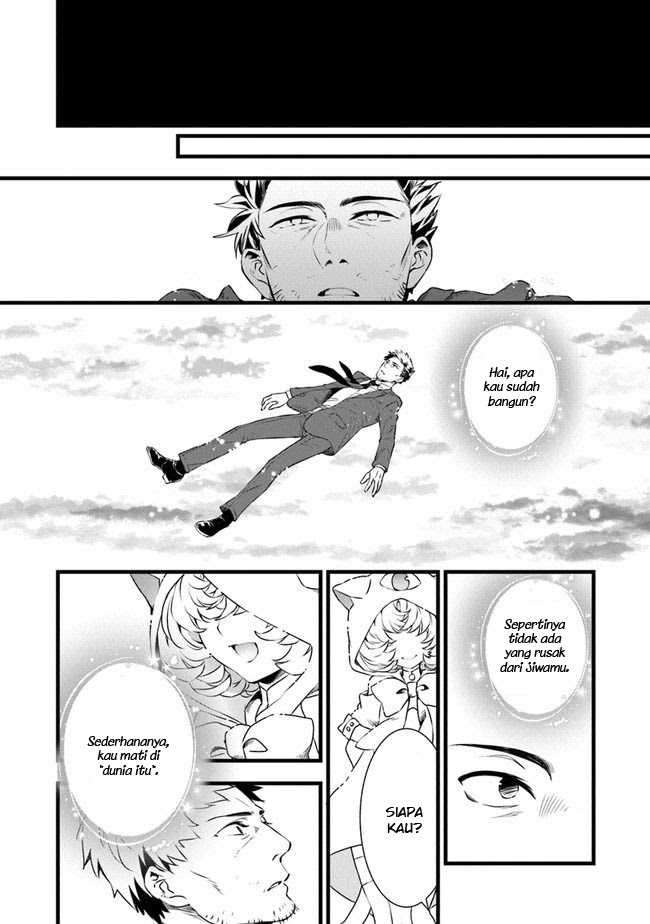 Hai, apa
kau sudah
bangun?
Sepertinya
tidak ada
yang rusak
dari Jiwamu.
SIAPA
KAU?
Sederhananya,
kau mati di
"dunia itu".